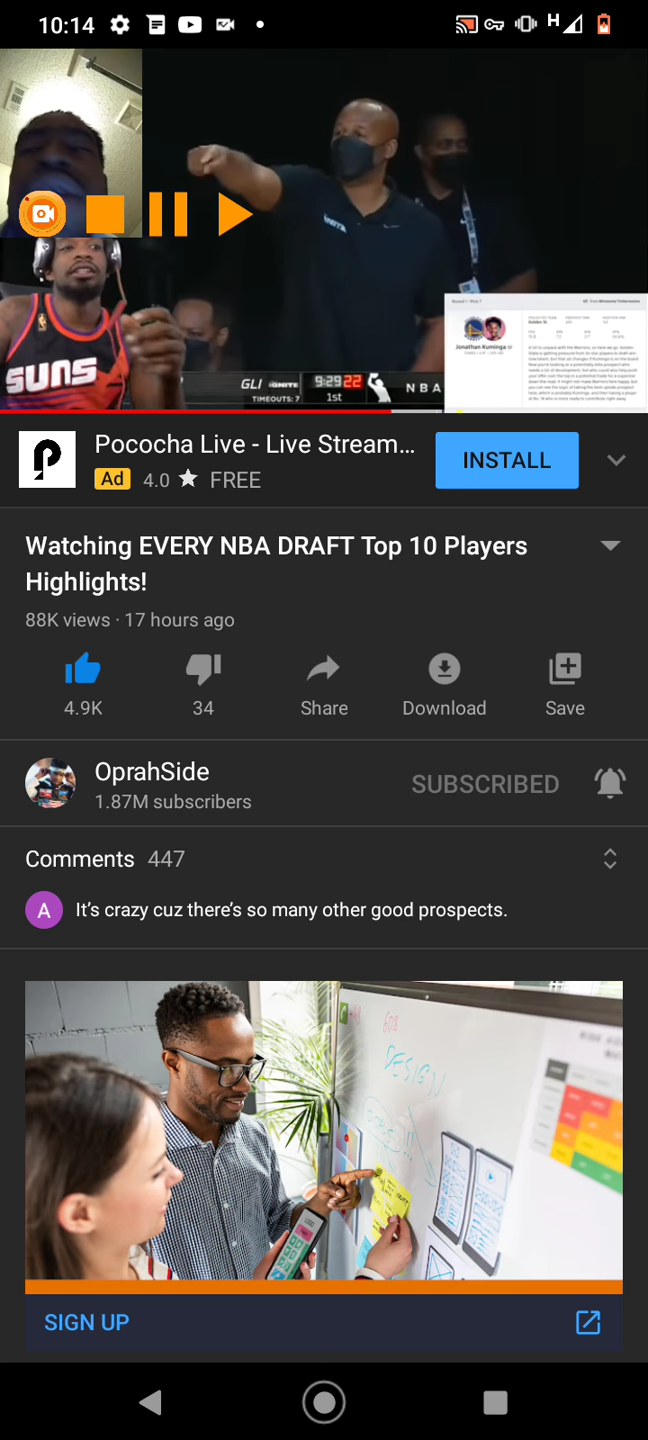 10:14
H
SUNS
GLI IGNITE 9:29 22
TIMEOUTS: 7 1st
NBA
Jonathan Kuminga
Pococha Live - Live Stream...
Ad 4.0 ★ FREE
INSTALL
Watching EVERY NBA DRAFT Top 10 Players
Highlights!
88K views · 17 hours ago
4.9K
34
Share
Download
Save
OprahSide
1.87M subscribers
SUBSCRIBED
Comments 447
A
It's crazy cuz there's so many other good prospects.
DESIGN
SIGN UP